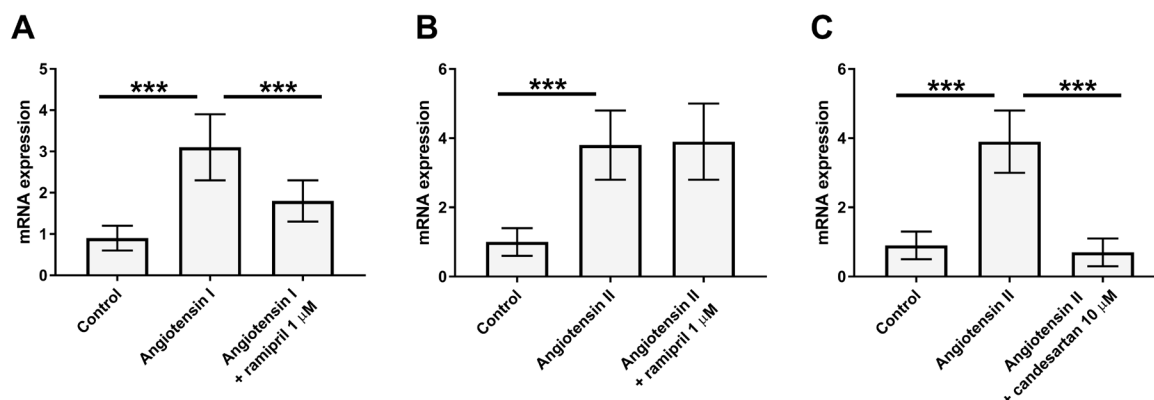 A
mRNA expression
5
4
3
2
1
0
***
***
Control
Angiotensin I
Angiotensin I
+ ramipril 1 μM
B
mRNA expression
6
4
2
0
***
Control
Angiotensin II
Angiotensin II
+ ramipril 1 μM
C
mRNA expression
6
4
2
0
***
***
Control
Angiotensin II
Angiotensin II
+ candesartan 10 μM